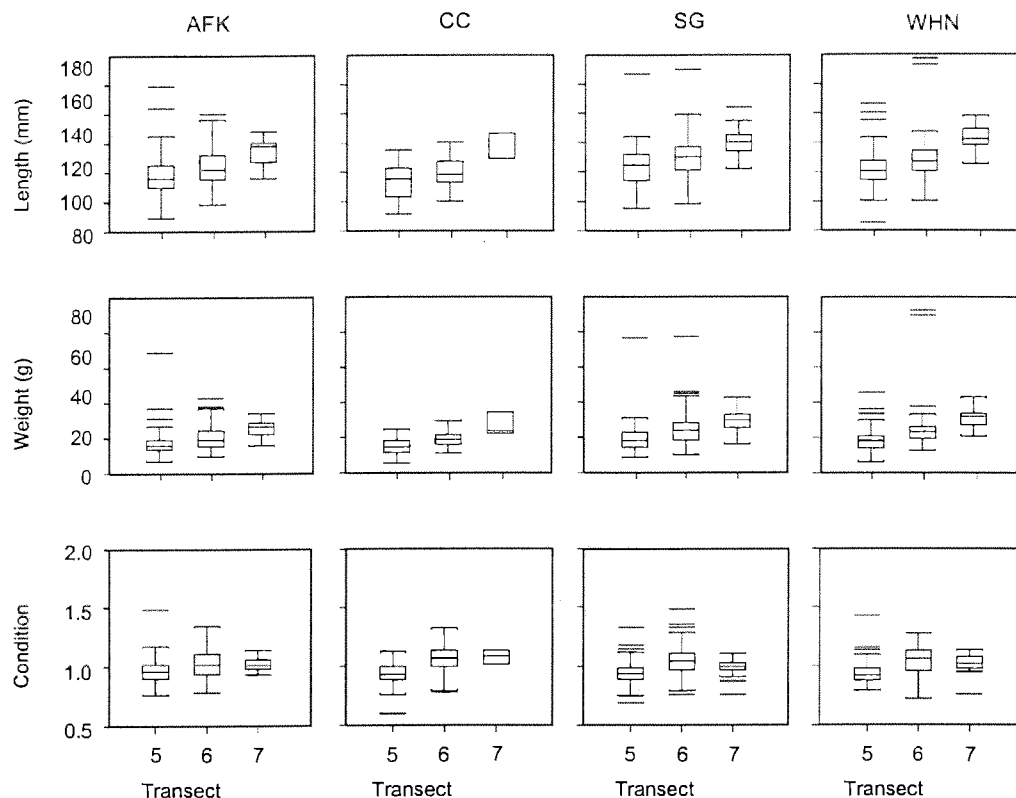 AFK CC SG WHN
Length (mm)
180
160
140
120
100
80
Weight (g)
80
60
40
20
0
Condition
2.0
1.5
1.0
0.5
5 6 7 5 6 7 5 6 7 5 6 7
Transect Transect Transect Transect